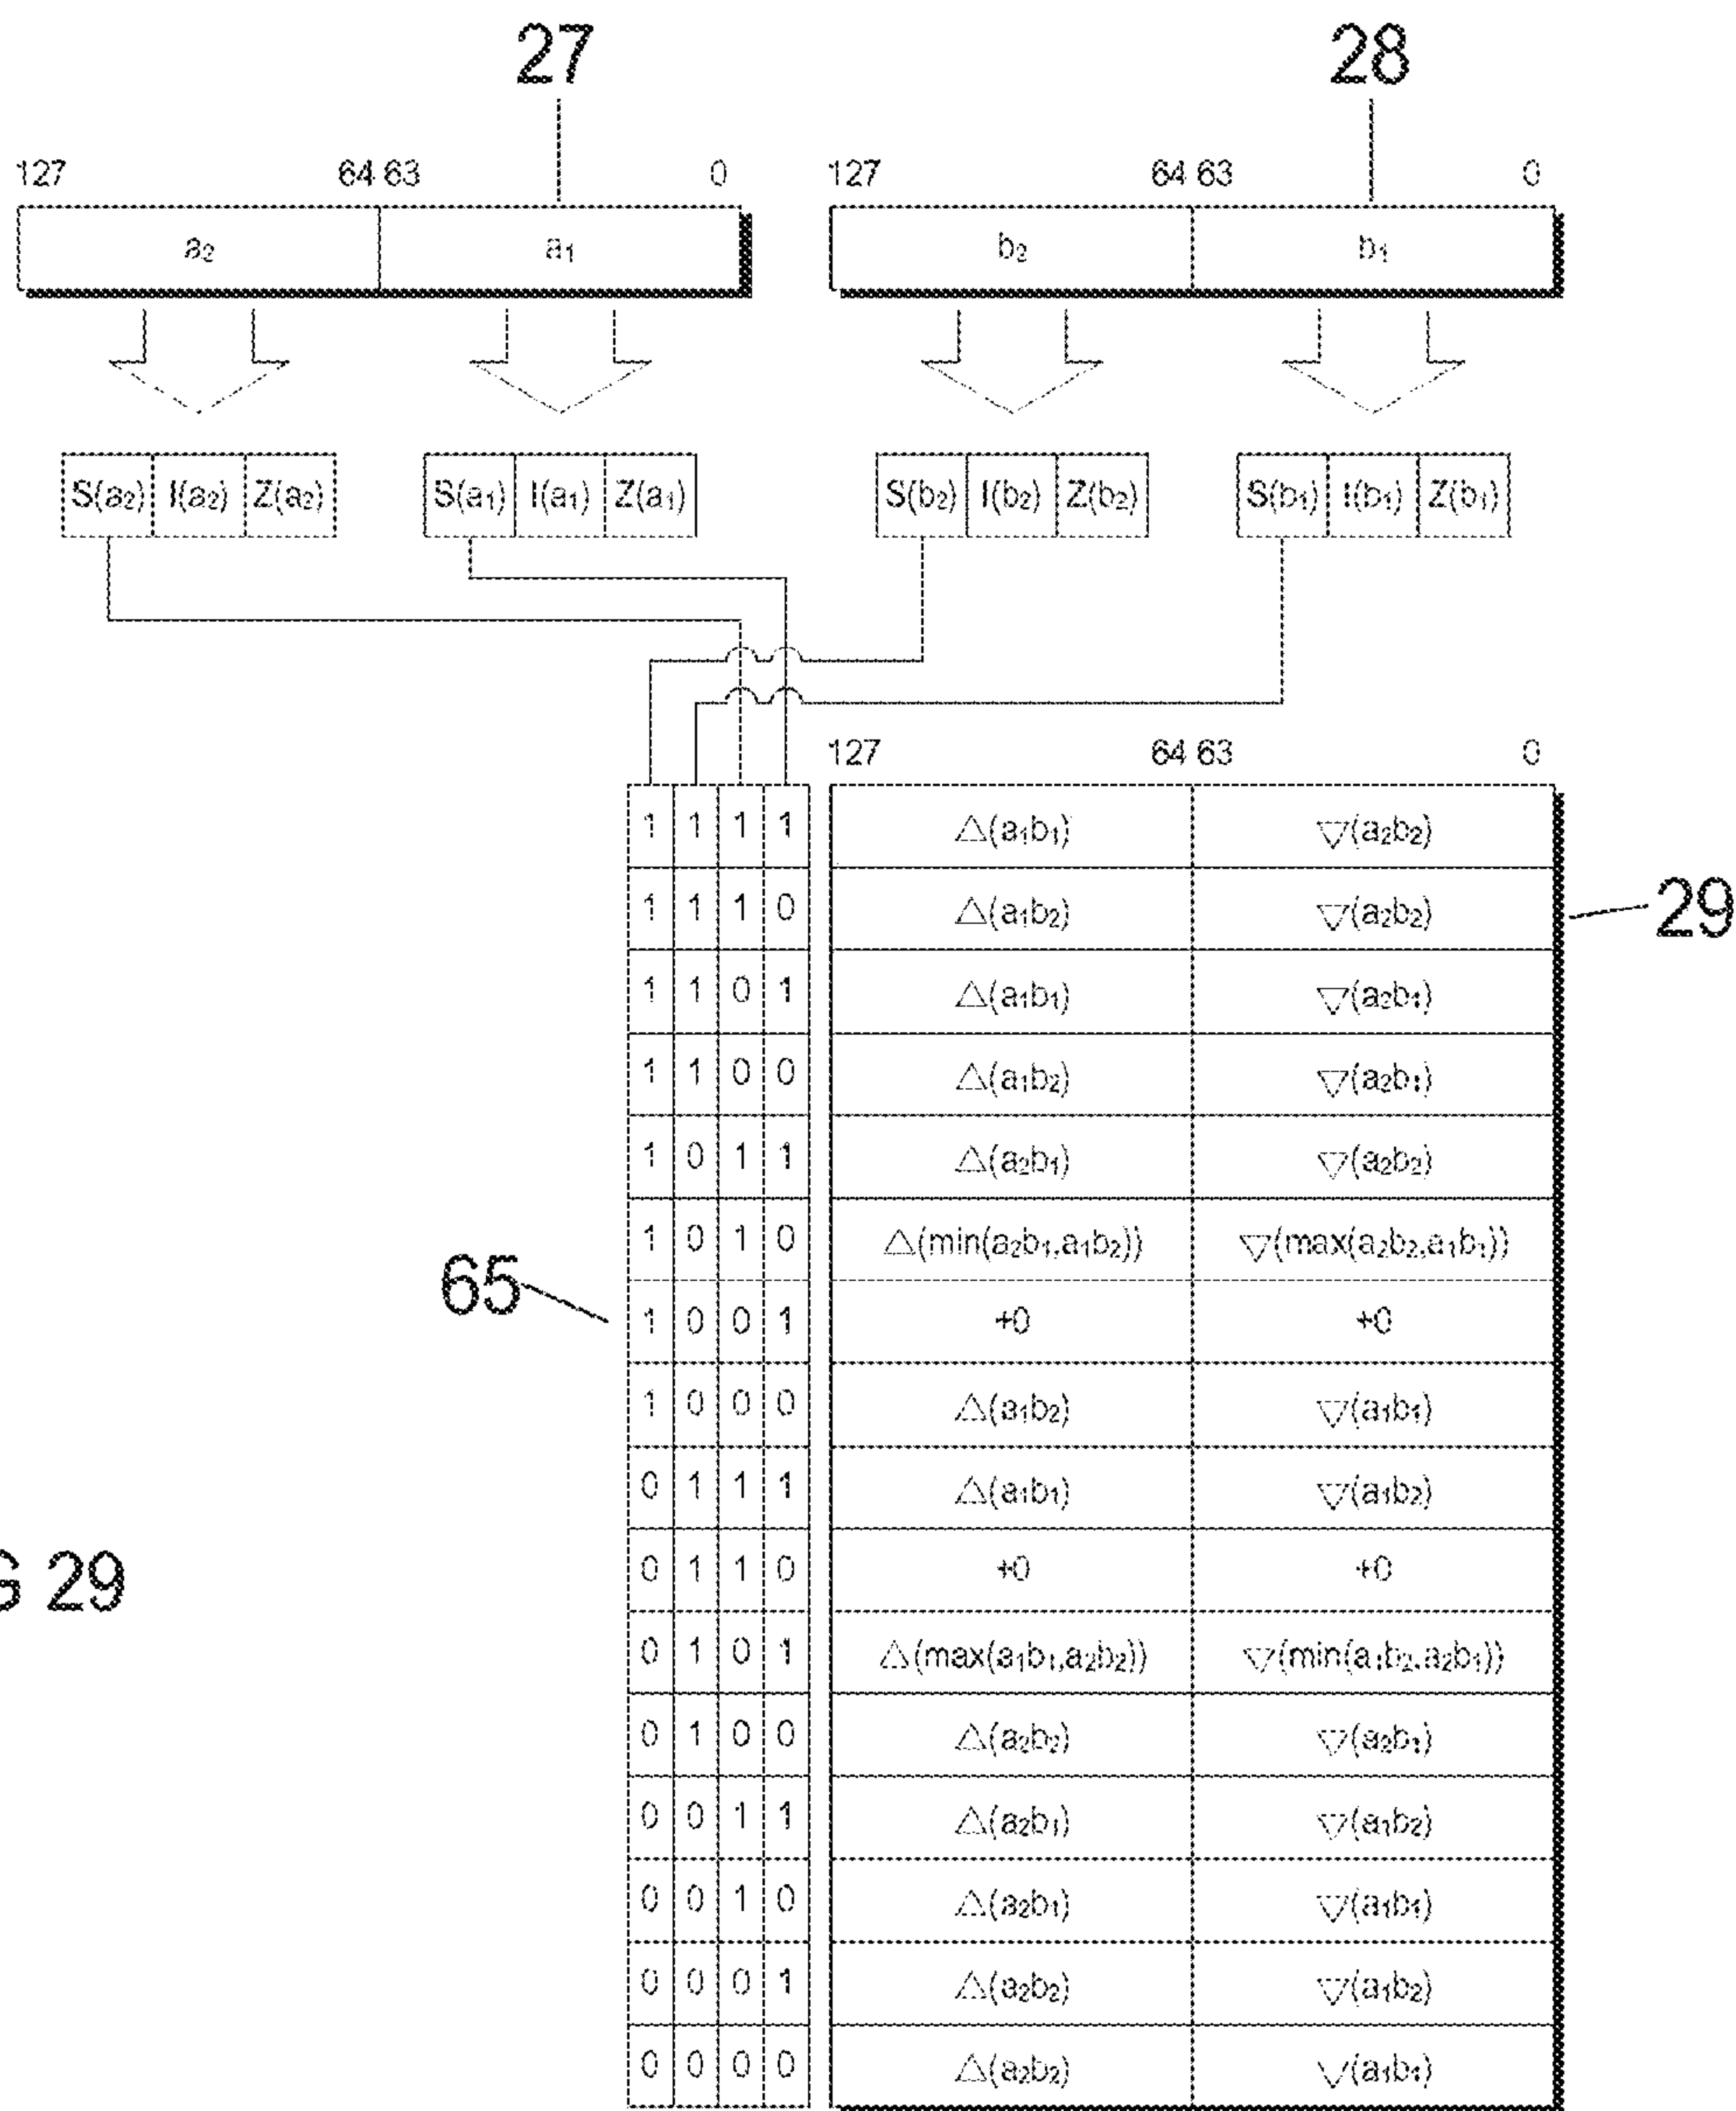 27 28
127 64 63 0 127 64 63 0
a₂ a₁ b₂ b₁
S(a₂) I(a₂) Z(a₂) S(a₁) I(a₁) Z(a₁) S(b₂) I(b₂) Z(b₂) S(b₁) I(b₁) Z(b₁)
127 64 63 0
1 1 1 1 △(a₁b₁) ▽(a₂b₂)
1 1 1 0 △(a₁b₂) ▽(a₂b₂)
29
1 1 0 1 △(a₁b₁) ▽(a₂b₁)
1 1 0 0 △(a₁b₂) ▽(a₂b₁)
1 0 1 1 △(a₂b₁) ▽(a₂b₂)
1 0 1 0 △(min(a₂b₁,a₁b₂)) ▽(max(a₂b₂,a₁b₁))
65
1 0 0 1 +0 +0
1 0 0 0 △(a₁b₂) ▽(a₁b₁)
0 1 1 1 △(a₁b₁) ▽(a₁b₂)
G 29
0 1 1 0 +0 +0
0 1 0 1 △(max(a₁b₁,a₂b₂)) ▽(min(a₁b₂,a₂b₁))
0 1 0 0 △(a₂b₂) ▽(a₂b₁)
0 0 1 1 △(a₂b₁) ▽(a₁b₂)
0 0 1 0 △(a₂b₁) ▽(a₁b₁)
0 0 0 1 △(a₂b₂) ▽(a₁b₂)
0 0 0 0 △(a₂b₂) ▽(a₁b₁)